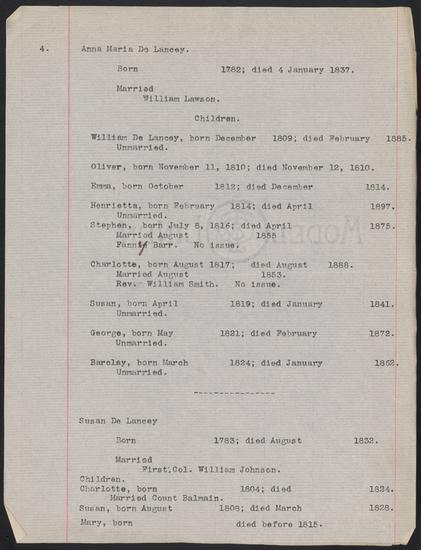 4. Anna Maria De Lancey.
Born 1782; died 4 January 1837.
Married
William Lawson.
Children.
William De Lancey, born December 1809; died February 1885.
Unmarried.
Oliver, born November 11, 1810; died November 12, 1810.
Emma, born October 1812; died December 1814.
Henrietta, born February 1814; died April 1897.
Unmarried.
Stephen, born July 8, 1816; died April 1875.
Married August 1855
Fanny Barr. No issue.
Charlotte, born August 1817; died August 1888.
Married August 1853.
Rev. William Smith. No issue.
Susan, born April 1819; died January 1841.
Unmarried.
George, born May 1821; died February 1872.
Unmarried.
Barclay, born March 1824; died January 1862.
Unmarried.
--------------
Susan De Lancey
Born 1783; died August 1832.
Married
First, Col. William Johnson.
Children.
Charlotte, born 1804; died 1824.
Married Count Balmain.
Susan, born August 1808; died March 1828.
Mary, born died before 1815.